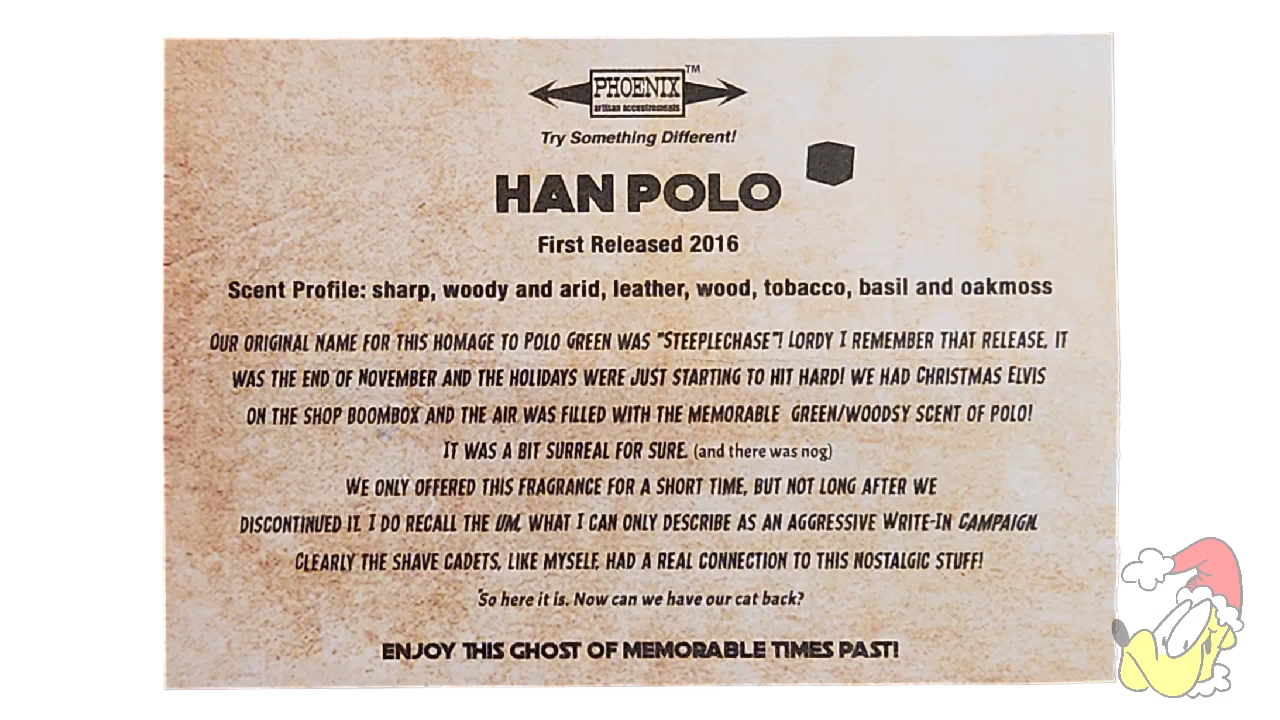 PHOENIX TM
artisan accoutrements
Try Something Different!
HAN POLO
First Released 2016
Scent Profile: sharp, woody and arid, leather, wood, tobacco, basil and oakmoss
OUR ORIGINAL NAME FOR THIS HOMAGE TO POLO GREEN WAS "STEEPLECHASE"! LORDY I REMEMBER THAT RELEASE, IT
WAS THE END OF NOVEMBER AND THE HOLIDAYS WERE JUST STARTING TO HIT HARD! WE HAD CHRISTMAS ELVIS
ON THE SHOP BOOMBOX AND THE AIR WAS FILLED WITH THE MEMORABLE GREEN/WOODSY SCENT OF POLO!
IT WAS A BIT SURREAL FOR SURE. (and there was nog)
WE ONLY OFFERED THIS FRAGRANCE FOR A SHORT TIME, BUT NOT LONG AFTER WE
DISCONTINUED IT, I DO RECALL THE UM, WHAT I CAN ONLY DESCRIBE AS AN AGGRESSIVE WRITE-IN CAMPAIGN.
CLEARLY THE SHAVE CADETS, LIKE MYSELF, HAD A REAL CONNECTION TO THIS NOSTALGIC STUFF!
So here it is. Now can we have our cat back?
ENJOY THIS GHOST OF MEMORABLE TIMES PAST!